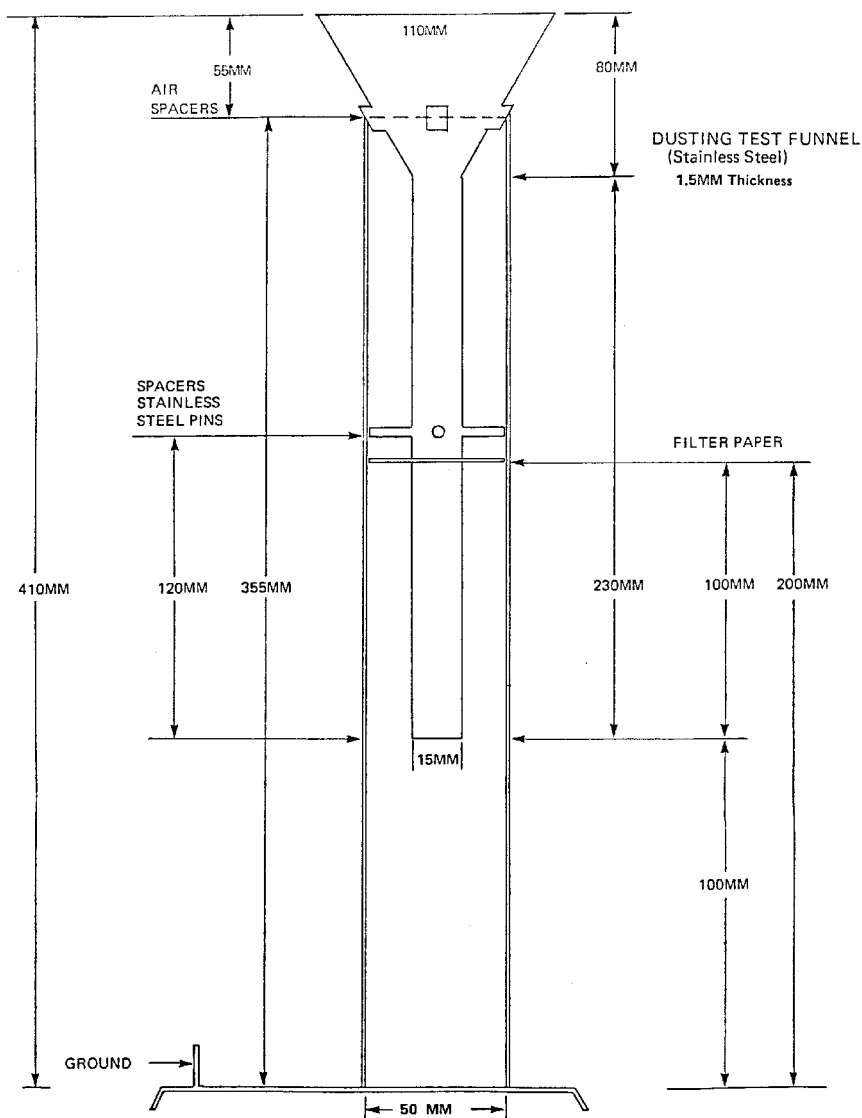 110MM
55MM
80MM
AIR
SPACERS
DUSTING TEST FUNNEL
(Stainless Steel)
1.5MM Thickness
SPACERS
STAINLESS
STEEL PINS
FILTER PAPER
410MM
120MM
355MM
230MM
100MM
200MM
15MM
100MM
GROUND
50 MM